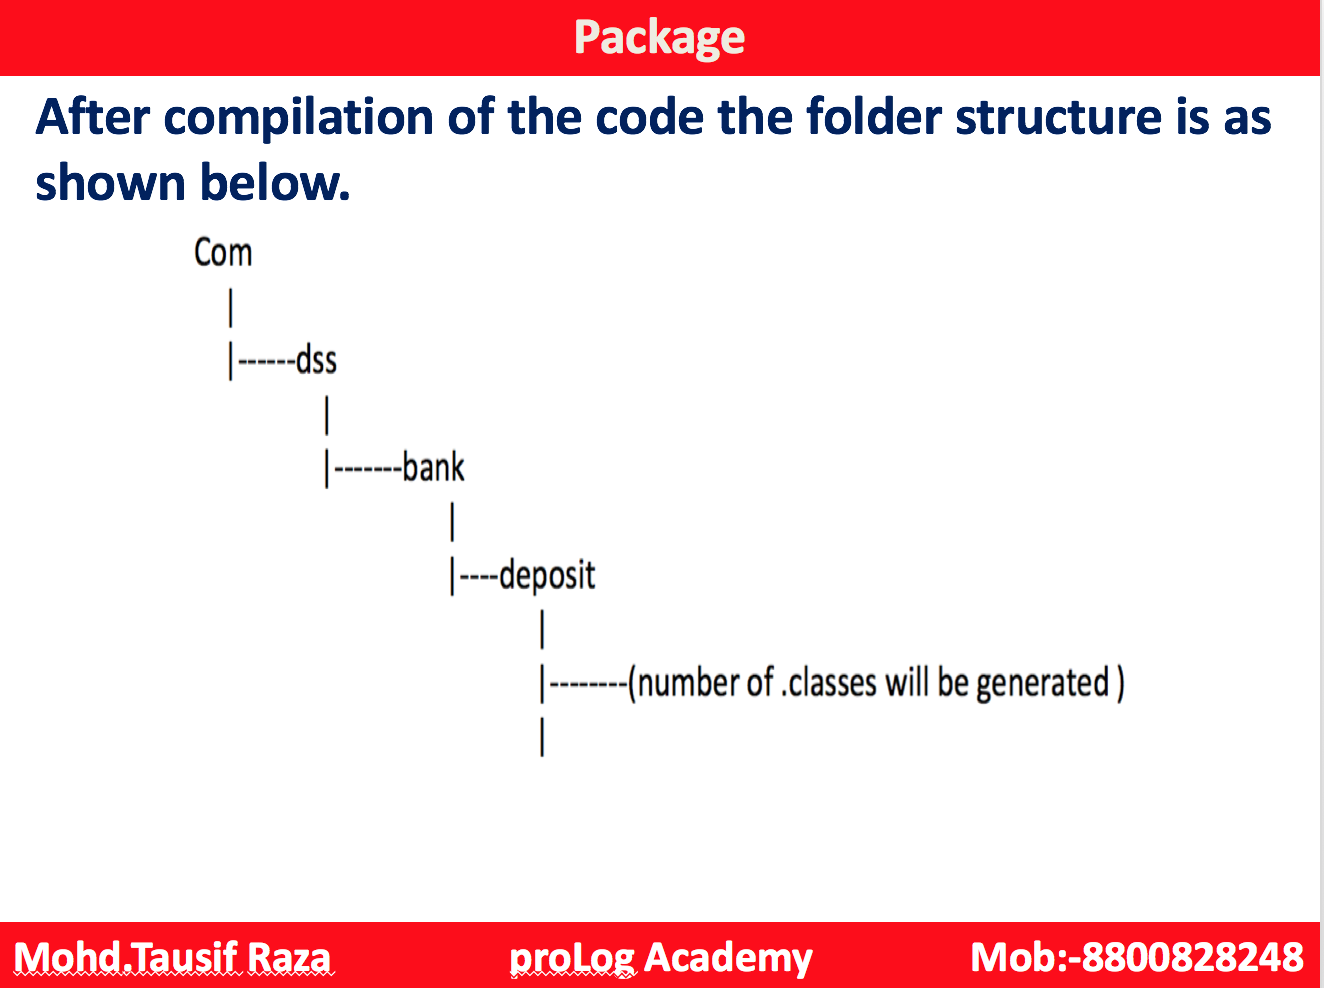 Package
After compilation of the code the folder structure is as
shown below.
Com
|
|------dss
|
|-------bank
|
|----deposit
|
|--------(number of .classes will be generated )
|
Mohd.Tausif Raza proLog Academy Mob:-8800828248